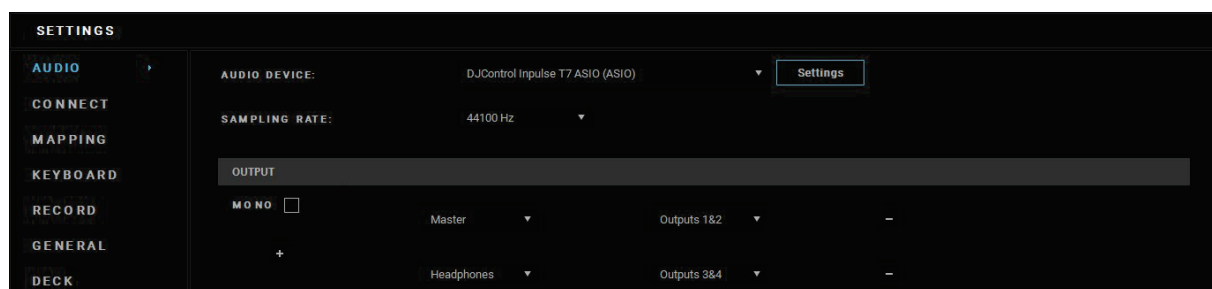 SETTINGS
AUDIO
CONNECT
MAPPING
KEYBOARD
RECORD
GENERAL
DECK
AUDIO DEVICE: DJControl Inpulse T7 ASIO (ASIO) Settings
SAMPLING RATE: 44100 Hz
OUTPUT
MONO
Master Outputs 1&2 –
+
Headphones Outputs 3&4 –